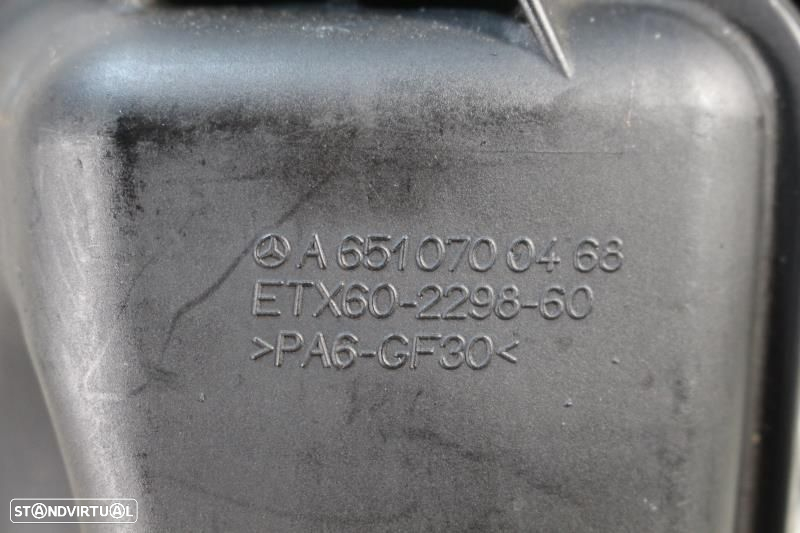 A 651 070 04 68
ETX60-2298-60
>PA6-GF30<
STANDVIRTUAL